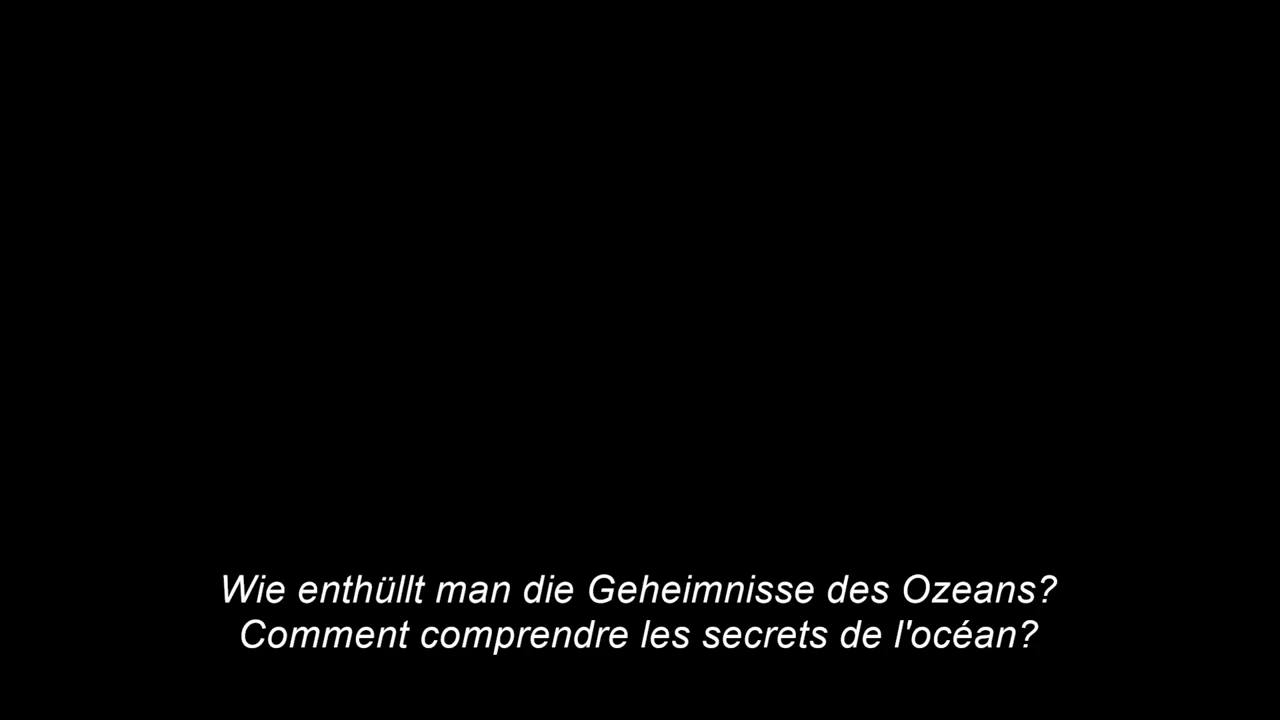 Wie enthüllt man die Geheimnisse des Ozeans?
Comment comprendre les secrets de l'océan?